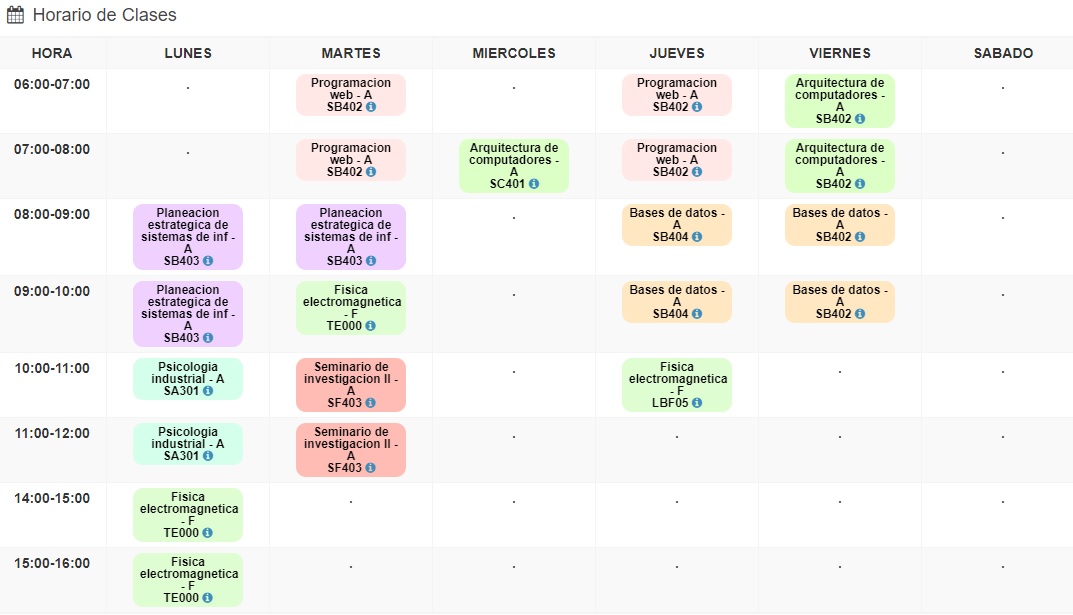 Horario de Clases
HORA LUNES MARTES MIERCOLES JUEVES VIERNES SABADO
06:00-07:00
.
Programacion
web - A
SB402
.
Programacion
web - A
SB402
Arquitectura de
computadores -
A
SB402
.
07:00-08:00
.
Programacion
web - A
SB402
Arquitectura de
computadores -
A
SC401
Programacion
web - A
SB402
Arquitectura de
computadores -
A
SB402
.
08:00-09:00
Planeacion
estrategica de
sistemas de inf -
A
SB403
Planeacion
estrategica de
sistemas de inf -
A
SB403
.
Bases de datos -
A
SB404
Bases de datos -
A
SB402
.
09:00-10:00
Planeacion
estrategica de
sistemas de inf -
A
SB403
Fisica
electromagnetica
- F
TE000
.
Bases de datos -
A
SB404
Bases de datos -
A
SB402
.
10:00-11:00
Psicologia
industrial - A
SA301
Seminario de
investigacion II -
A
SF403
.
Fisica
electromagnetica
- F
LBF05
.
.
11:00-12:00
Psicologia
industrial - A
SA301
Seminario de
investigacion II -
A
SF403
.
.
.
.
14:00-15:00
Fisica
electromagnetica
- F
TE000
.
.
.
.
.
15:00-16:00
Fisica
electromagnetica
- F
TE000
.
.
.
.
.